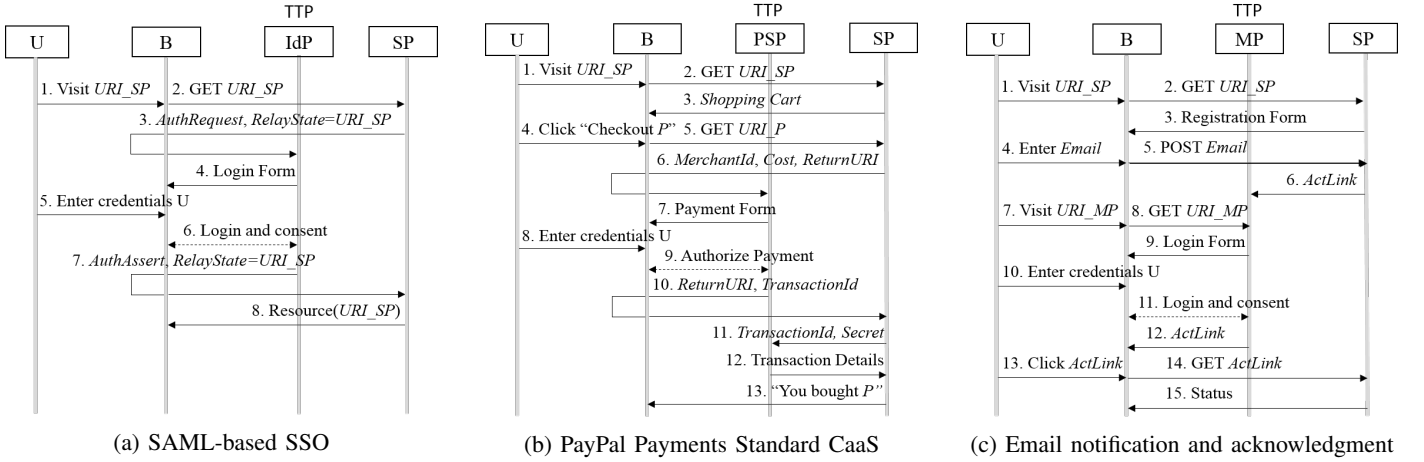 TTP
U B IdP SP
1. Visit URI_SP 2. GET URI_SP
3. AuthRequest, RelayState=URI_SP
4. Login Form
5. Enter credentials U
6. Login and consent
7. AuthAssert, RelayState=URI_SP
8. Resource(URI_SP)
(a) SAML-based SSO
TTP
U B PSP SP
1. Visit URI_SP 2. GET URI_SP
3. Shopping Cart
4. Click “Checkout P” 5. GET URI_P
6. MerchantId, Cost, ReturnURI
7. Payment Form
8. Enter credentials U
9. Authorize Payment
10. ReturnURI, TransactionId
11. TransactionId, Secret
12. Transaction Details
13. “You bought P”
(b) PayPal Payments Standard CaaS
TTP
U B MP SP
1. Visit URI_SP 2. GET URI_SP
3. Registration Form
4. Enter Email 5. POST Email
6. ActLink
7. Visit URI_MP 8. GET URI_MP
9. Login Form
10. Enter credentials U
11. Login and consent
12. ActLink
13. Click ActLink 14. GET ActLink
15. Status
(c) Email notification and acknowledgment